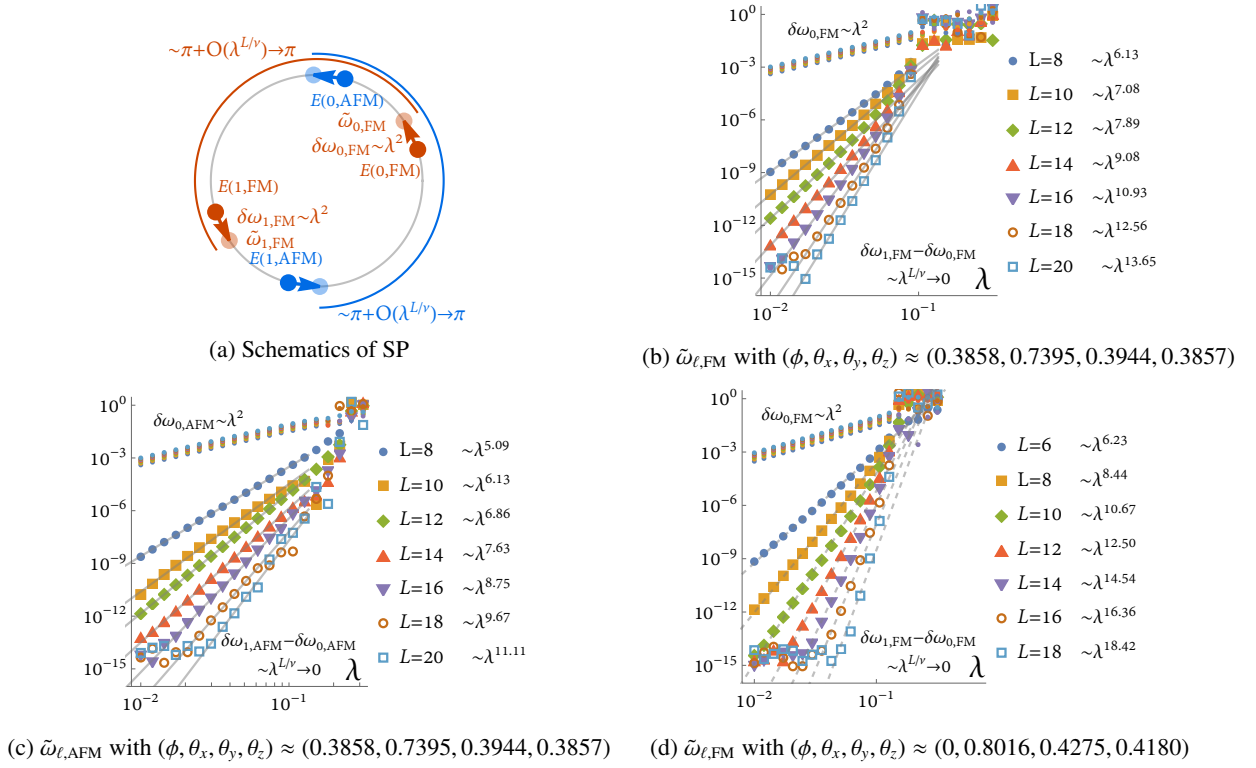 ~π+O(λ^{L/ν})→π
E(0,AFM)
ω̃_{0,FM}
δω_{0,FM}~λ²
E(0,FM)
E(1,FM)
δω_{1,FM}~λ²
ω̃_{1,FM}
E(1,AFM)
~π+O(λ^{L/ν})→π
(a) Schematics of SP
10^0
10^{-3}
10^{-6}
10^{-9}
10^{-12}
10^{-15}
δω_{0,FM}~λ²
δω_{1,FM}−δω_{0,FM}
~λ^{L/ν}→0
λ
10^{-2} 10^{-1}
L=8 ~λ^{6.13}
L=10 ~λ^{7.08}
L=12 ~λ^{7.89}
L=14 ~λ^{9.08}
L=16 ~λ^{10.93}
L=18 ~λ^{12.56}
L=20 ~λ^{13.65}
(b) ω̃_{ℓ,FM} with (ϕ, θ_x, θ_y, θ_z) ≈ (0.3858, 0.7395, 0.3944, 0.3857)
10^0
10^{-3}
10^{-6}
10^{-9}
10^{-12}
10^{-15}
δω_{0,AFM}~λ²
δω_{1,AFM}−δω_{0,AFM}
~λ^{L/ν}→0
λ
10^{-2} 10^{-1}
L=8 ~λ^{5.09}
L=10 ~λ^{6.13}
L=12 ~λ^{6.86}
L=14 ~λ^{7.63}
L=16 ~λ^{8.75}
L=18 ~λ^{9.67}
L=20 ~λ^{11.11}
(c) ω̃_{ℓ,AFM} with (ϕ, θ_x, θ_y, θ_z) ≈ (0.3858, 0.7395, 0.3944, 0.3857)
10^0
10^{-3}
10^{-6}
10^{-9}
10^{-12}
10^{-15}
δω_{0,FM}~λ²
δω_{1,FM}−δω_{0,FM}
~λ^{L/ν}→0
λ
10^{-2} 10^{-1}
L=6 ~λ^{6.23}
L=8 ~λ^{8.44}
L=10 ~λ^{10.67}
L=12 ~λ^{12.50}
L=14 ~λ^{14.54}
L=16 ~λ^{16.36}
L=18 ~λ^{18.42}
(d) ω̃_{ℓ,FM} with (ϕ, θ_x, θ_y, θ_z) ≈ (0, 0.8016, 0.4275, 0.4180)